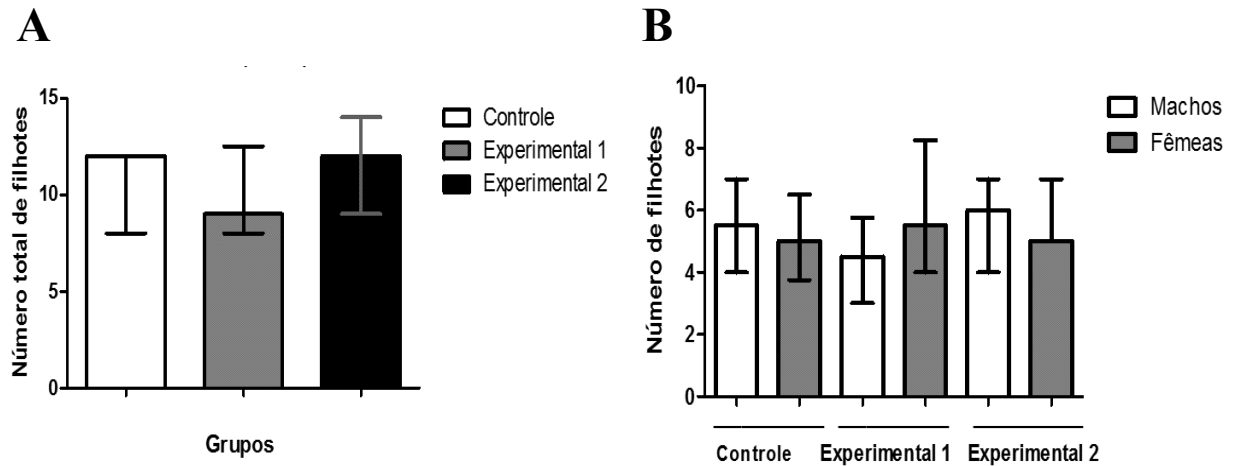 A
Número total de filhotes
15
10
5
0
Grupos
Controle
Experimental 1
Experimental 2
B
Número de filhotes
10
8
6
4
2
0
Controle
Experimental 1
Experimental 2
Machos
Fêmeas